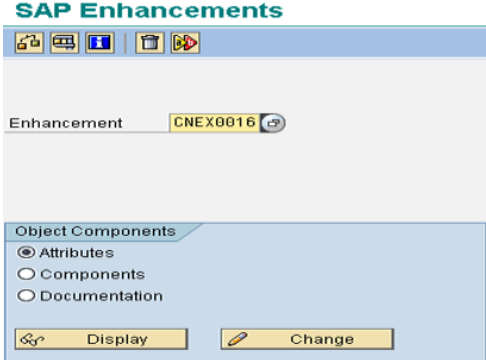 SAP Enhancements
Enhancement CNEX0016
Object Components
Attributes
Components
Documentation
Display Change